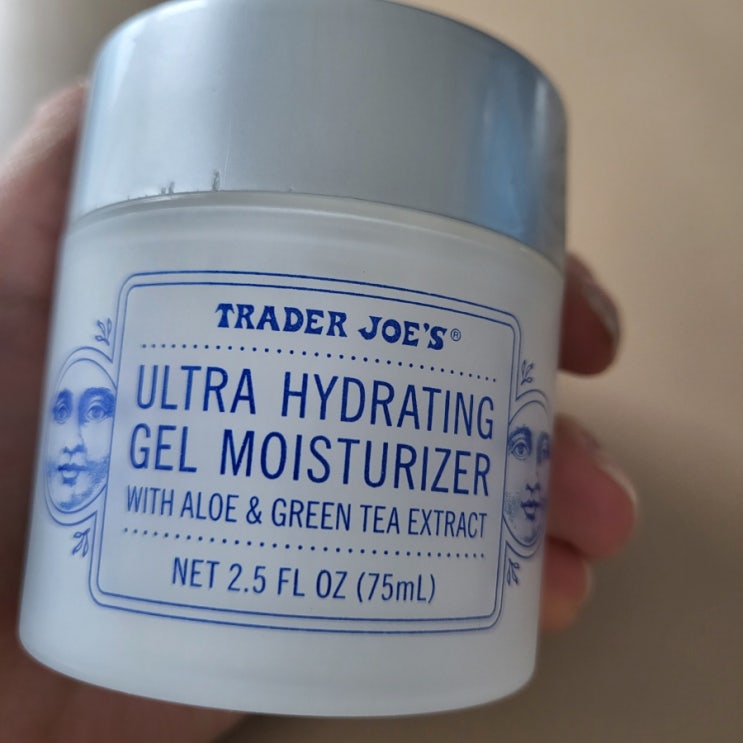 TRADER JOE'S®
ULTRA HYDRATING
GEL MOISTURIZER
WITH ALOE & GREEN TEA EXTRACT
NET 2.5 FL OZ (75mL)